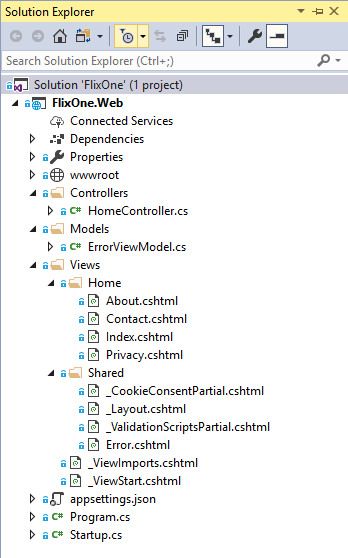 Solution Explorer
Search Solution Explorer (Ctrl+;)
Solution 'FlixOne' (1 project)
FlixOne.Web
Connected Services
Dependencies
Properties
wwwroot
Controllers
C# HomeController.cs
Models
C# ErrorViewModel.cs
Views
Home
About.cshtml
Contact.cshtml
Index.cshtml
Privacy.cshtml
Shared
_CookieConsentPartial.cshtml
_Layout.cshtml
_ValidationScriptsPartial.cshtml
Error.cshtml
_ViewImports.cshtml
_ViewStart.cshtml
appsettings.json
C# Program.cs
C# Startup.cs